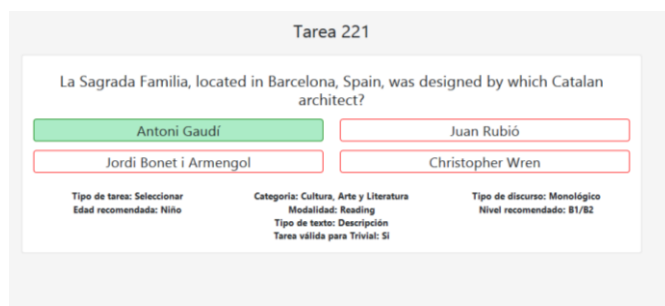 Tarea 221
La Sagrada Familia, located in Barcelona, Spain, was designed by which Catalan
architect?
Antoni Gaudí
Juan Rubió
Jordi Bonet i Armengol
Christopher Wren
Tipo de tarea: Seleccionar
Edad recomendada: Niño
Categoria: Cultura, Arte y Literatura
Modalidad: Reading
Tipo de texto: Descripción
Tarea válida para Trivial: Si
Tipo de discurso: Monológico
Nivel recomendado: B1/B2